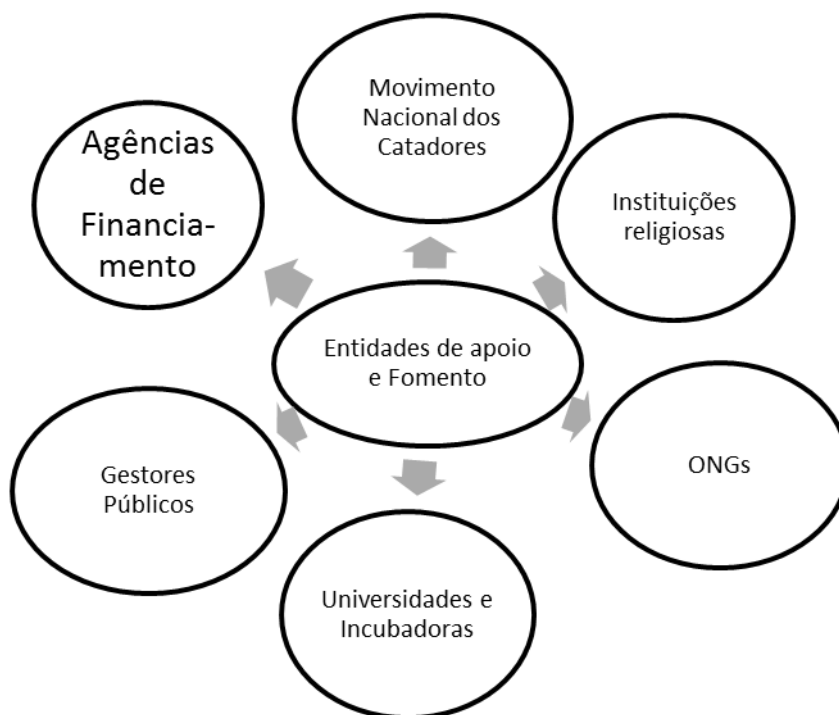 Movimento
Nacional dos
Catadores
Agências
de
Financia-
mento
Instituições
religiosas
Entidades de apoio
e Fomento
Gestores
Públicos
ONGs
Universidades e
Incubadoras